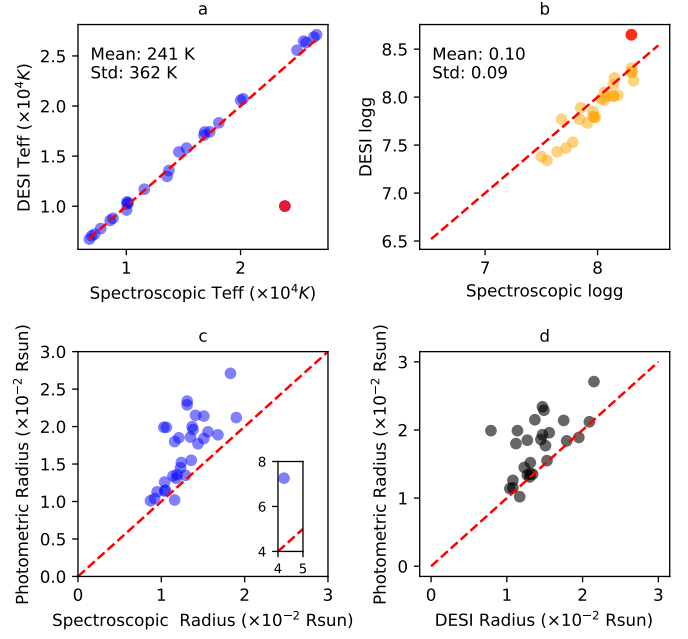 a
Mean: 241 K
Std: 362 K
DESI Teff (×10⁴K)
2.5
2.0
1.5
1.0
1
2
Spectroscopic Teff (×10⁴K)
b
Mean: 0.10
Std: 0.09
DESI logg
8.5
8.0
7.5
7.0
6.5
7
8
Spectroscopic logg
c
Photometric Radius (×10⁻² Rsun)
3.0
2.5
2.0
1.5
1.0
0.5
0.0
0
1
2
3
8
6
4
4
5
Spectroscopic Radius (×10⁻² Rsun)
d
Photometric Radius (×10⁻² Rsun)
3
2
1
0
0
1
2
3
DESI Radius (×10⁻² Rsun)